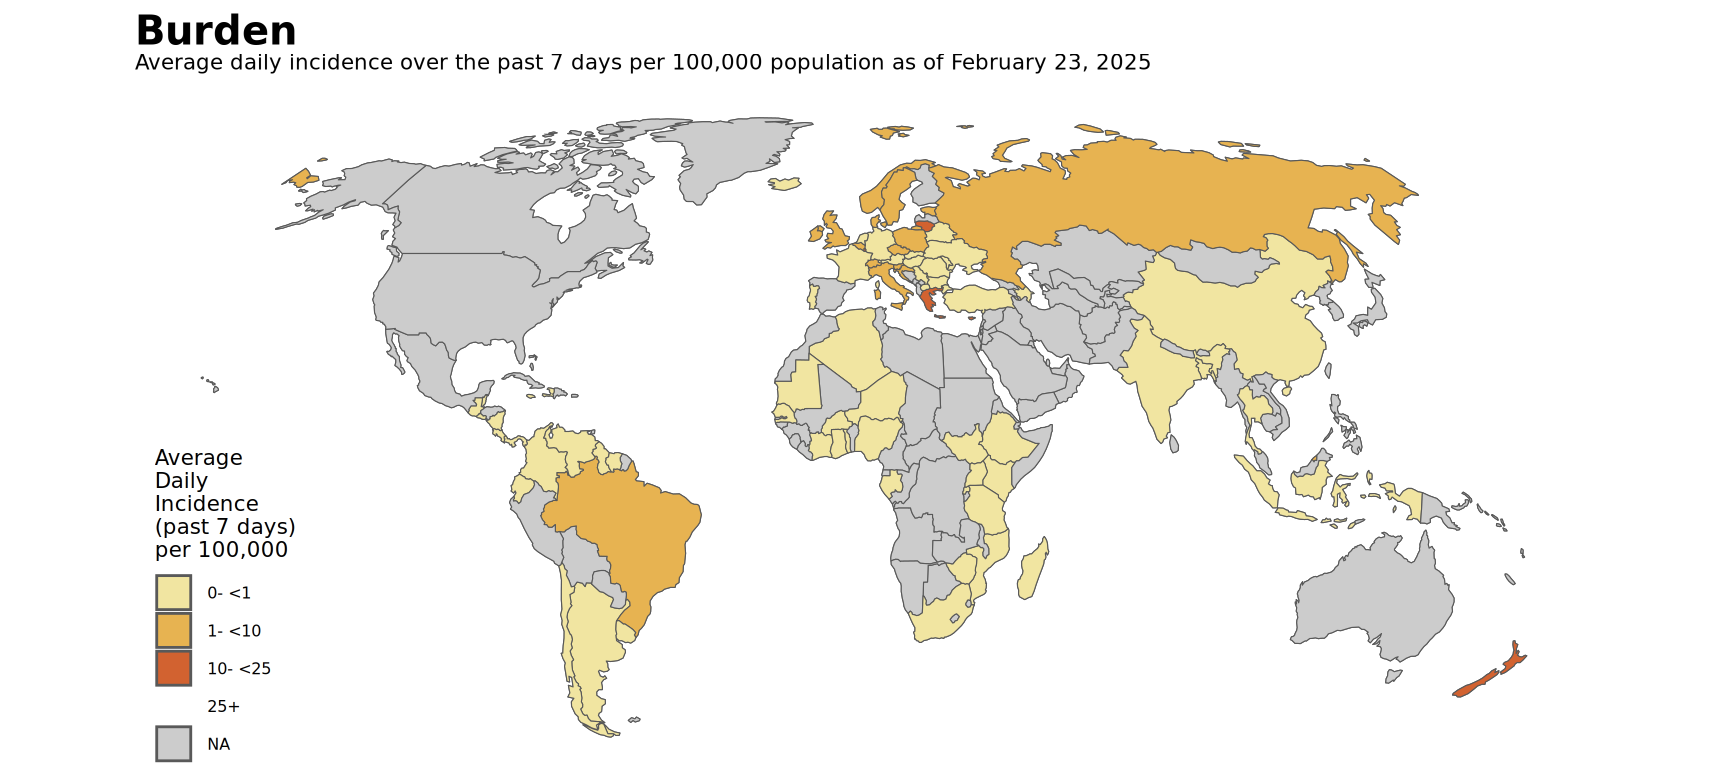 Burden
Average daily incidence over the past 7 days per 100,000 population as of February 23, 2025
Average
Daily
Incidence
(past 7 days)
per 100,000
0- <1
1- <10
10- <25
25+
NA